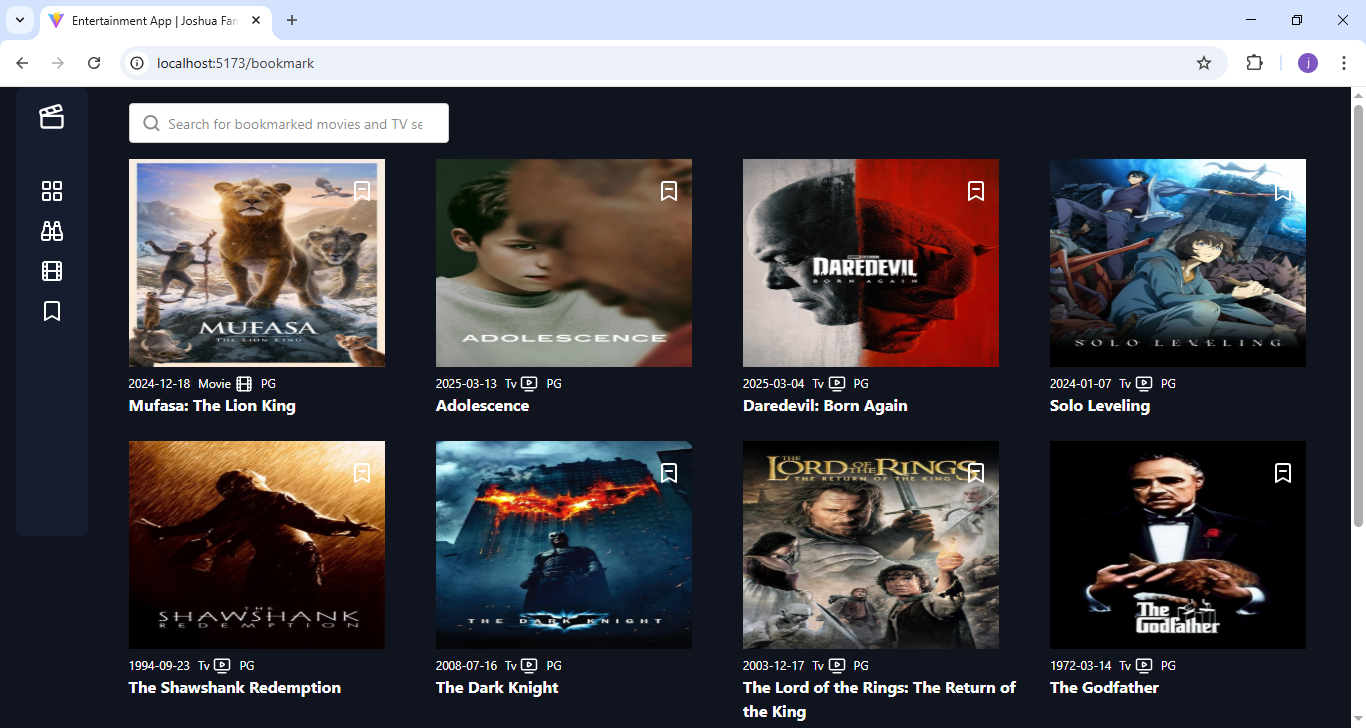 Entertainment App | Joshua Fan
localhost:5173/bookmark
j
Search for bookmarked movies and TV se
MUFASA
THE LION KING
ADOLESCENCE
DAREDEVIL
BORN AGAIN
SOLO LEVELING
2024-12-18 Movie PG
2025-03-13 Tv PG
2025-03-04 Tv PG
2024-01-07 Tv PG
Mufasa: The Lion King
Adolescence
Daredevil: Born Again
Solo Leveling
THE
SHAWSHANK
REDEMPTION
THE DARK KNIGHT
THE
LORD OF THE RINGS
THE RETURN OF THE KING
The
Godfather
1994-09-23 Tv PG
2008-07-16 Tv PG
2003-12-17 Tv PG
1972-03-14 Tv PG
The Shawshank Redemption
The Dark Knight
The Lord of the Rings: The Return of
the King
The Godfather